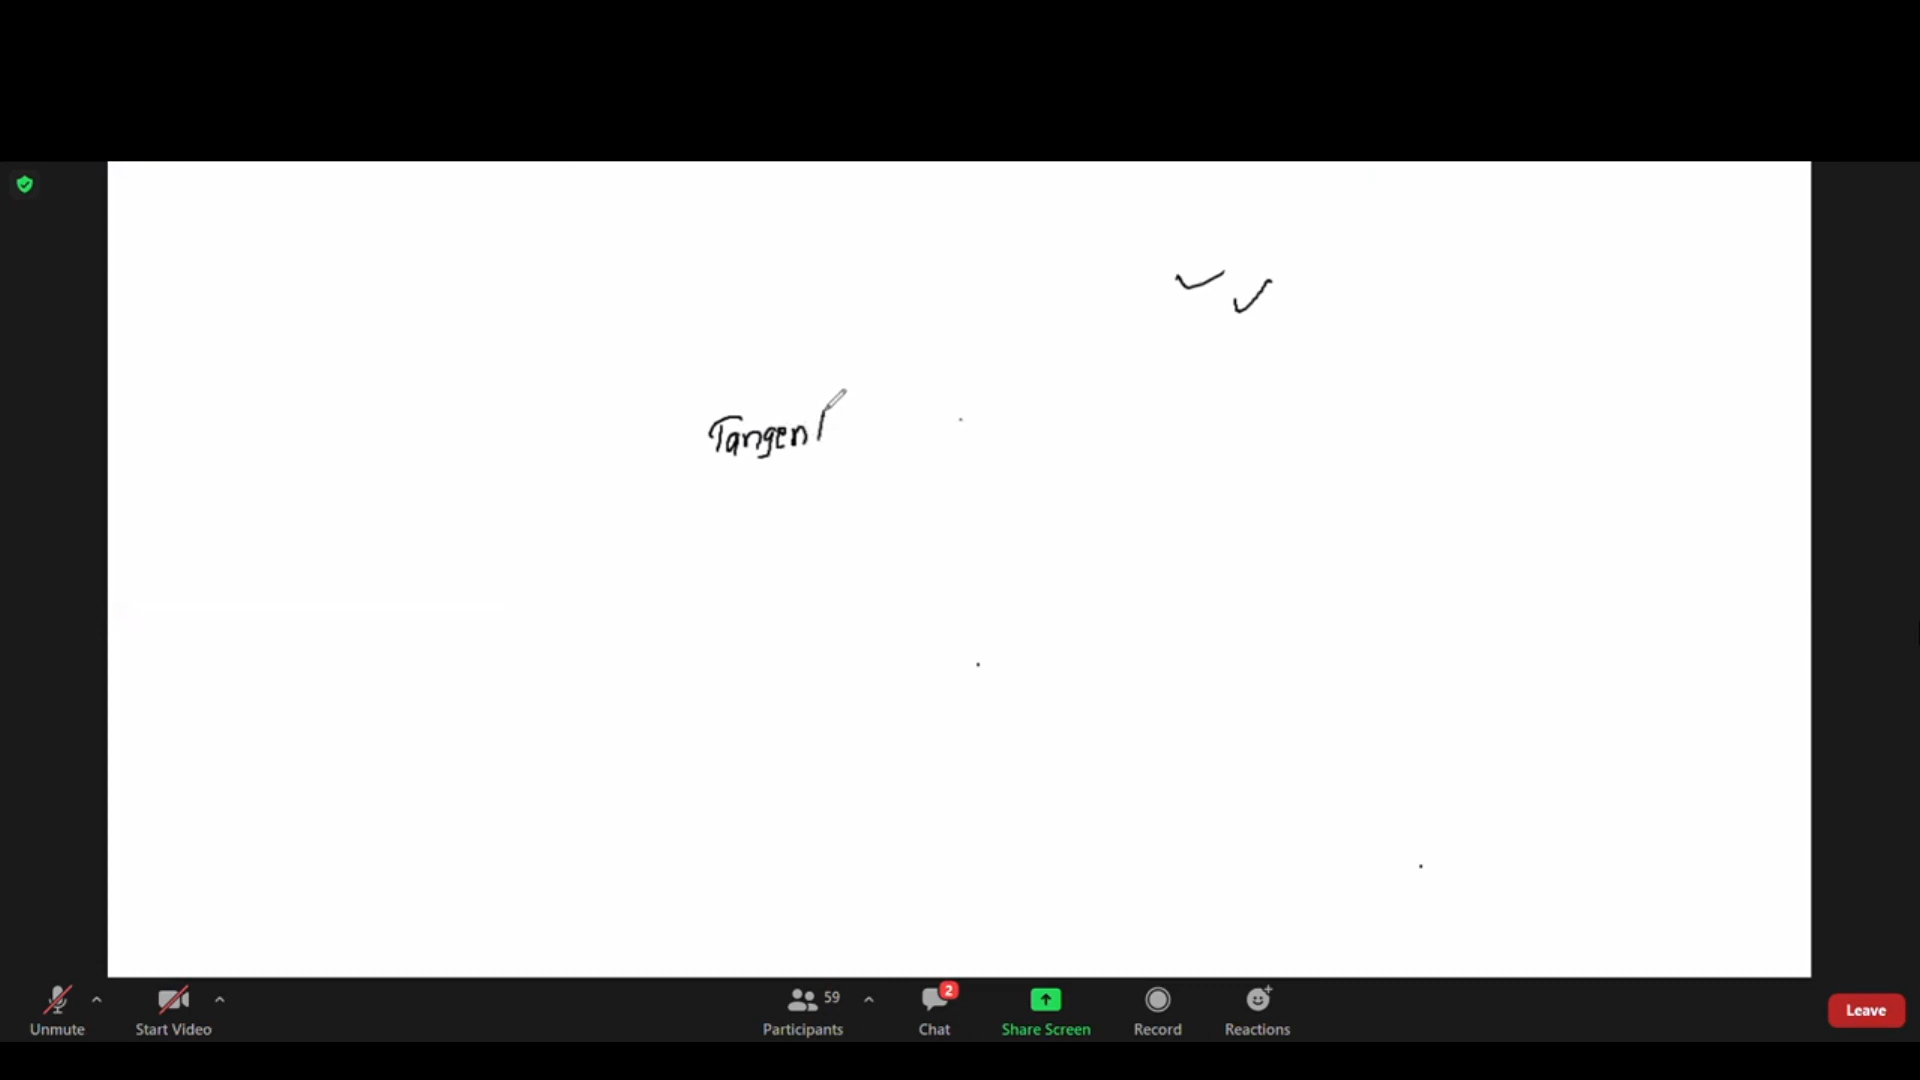 Tangent
Unmute
Start Video
59
Participants
2
Chat
Share Screen
Record
Reactions
Leave